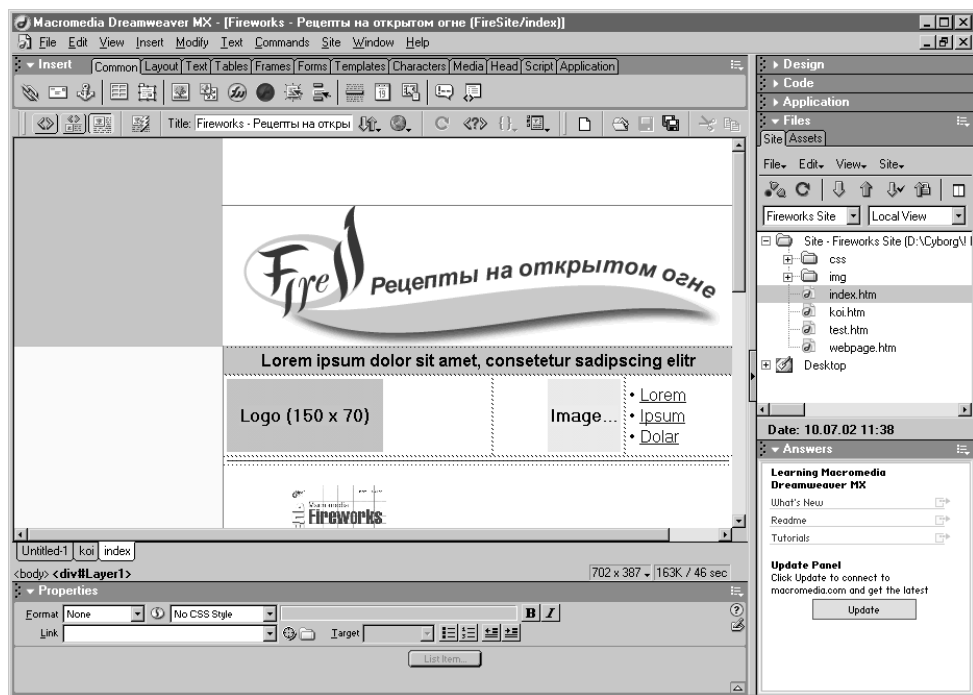 Macromedia Dreamweaver MX - [Fireworks - Рецепты на открытом огне (FireSite/index)]
File Edit View Insert Modify Text Commands Site Window Help
Insert Common Layout Text Tables Frames Forms Templates Characters Media Head Script Application
Title: Fireworks - Рецепты на откры
Fire
Рецепты на открытом огне
Lorem ipsum dolor sit amet, consetetur sadipscing elitr
Logo (150 x 70)
Image...
• Lorem
• Ipsum
• Dolar
Macromedia
Fireworks
Untitled-1 koi index
<body> <div#Layer1>
702 x 387 163K / 46 sec
Properties
Format None No CSS Style B I
Link Target
List Item...
Design
Code
Application
Files
Site Assets
File Edit View Site
Fireworks Site Local View
Site - Fireworks Site (D:\Cyborg\
css
img
index.htm
koi.htm
test.htm
webpage.htm
Desktop
Date: 10.07.02 11:38
Answers
Learning Macromedia
Dreamweaver MX
What's New
Readme
Tutorials
Update Panel
Click Update to connect to
macromedia.com and get the latest
Update